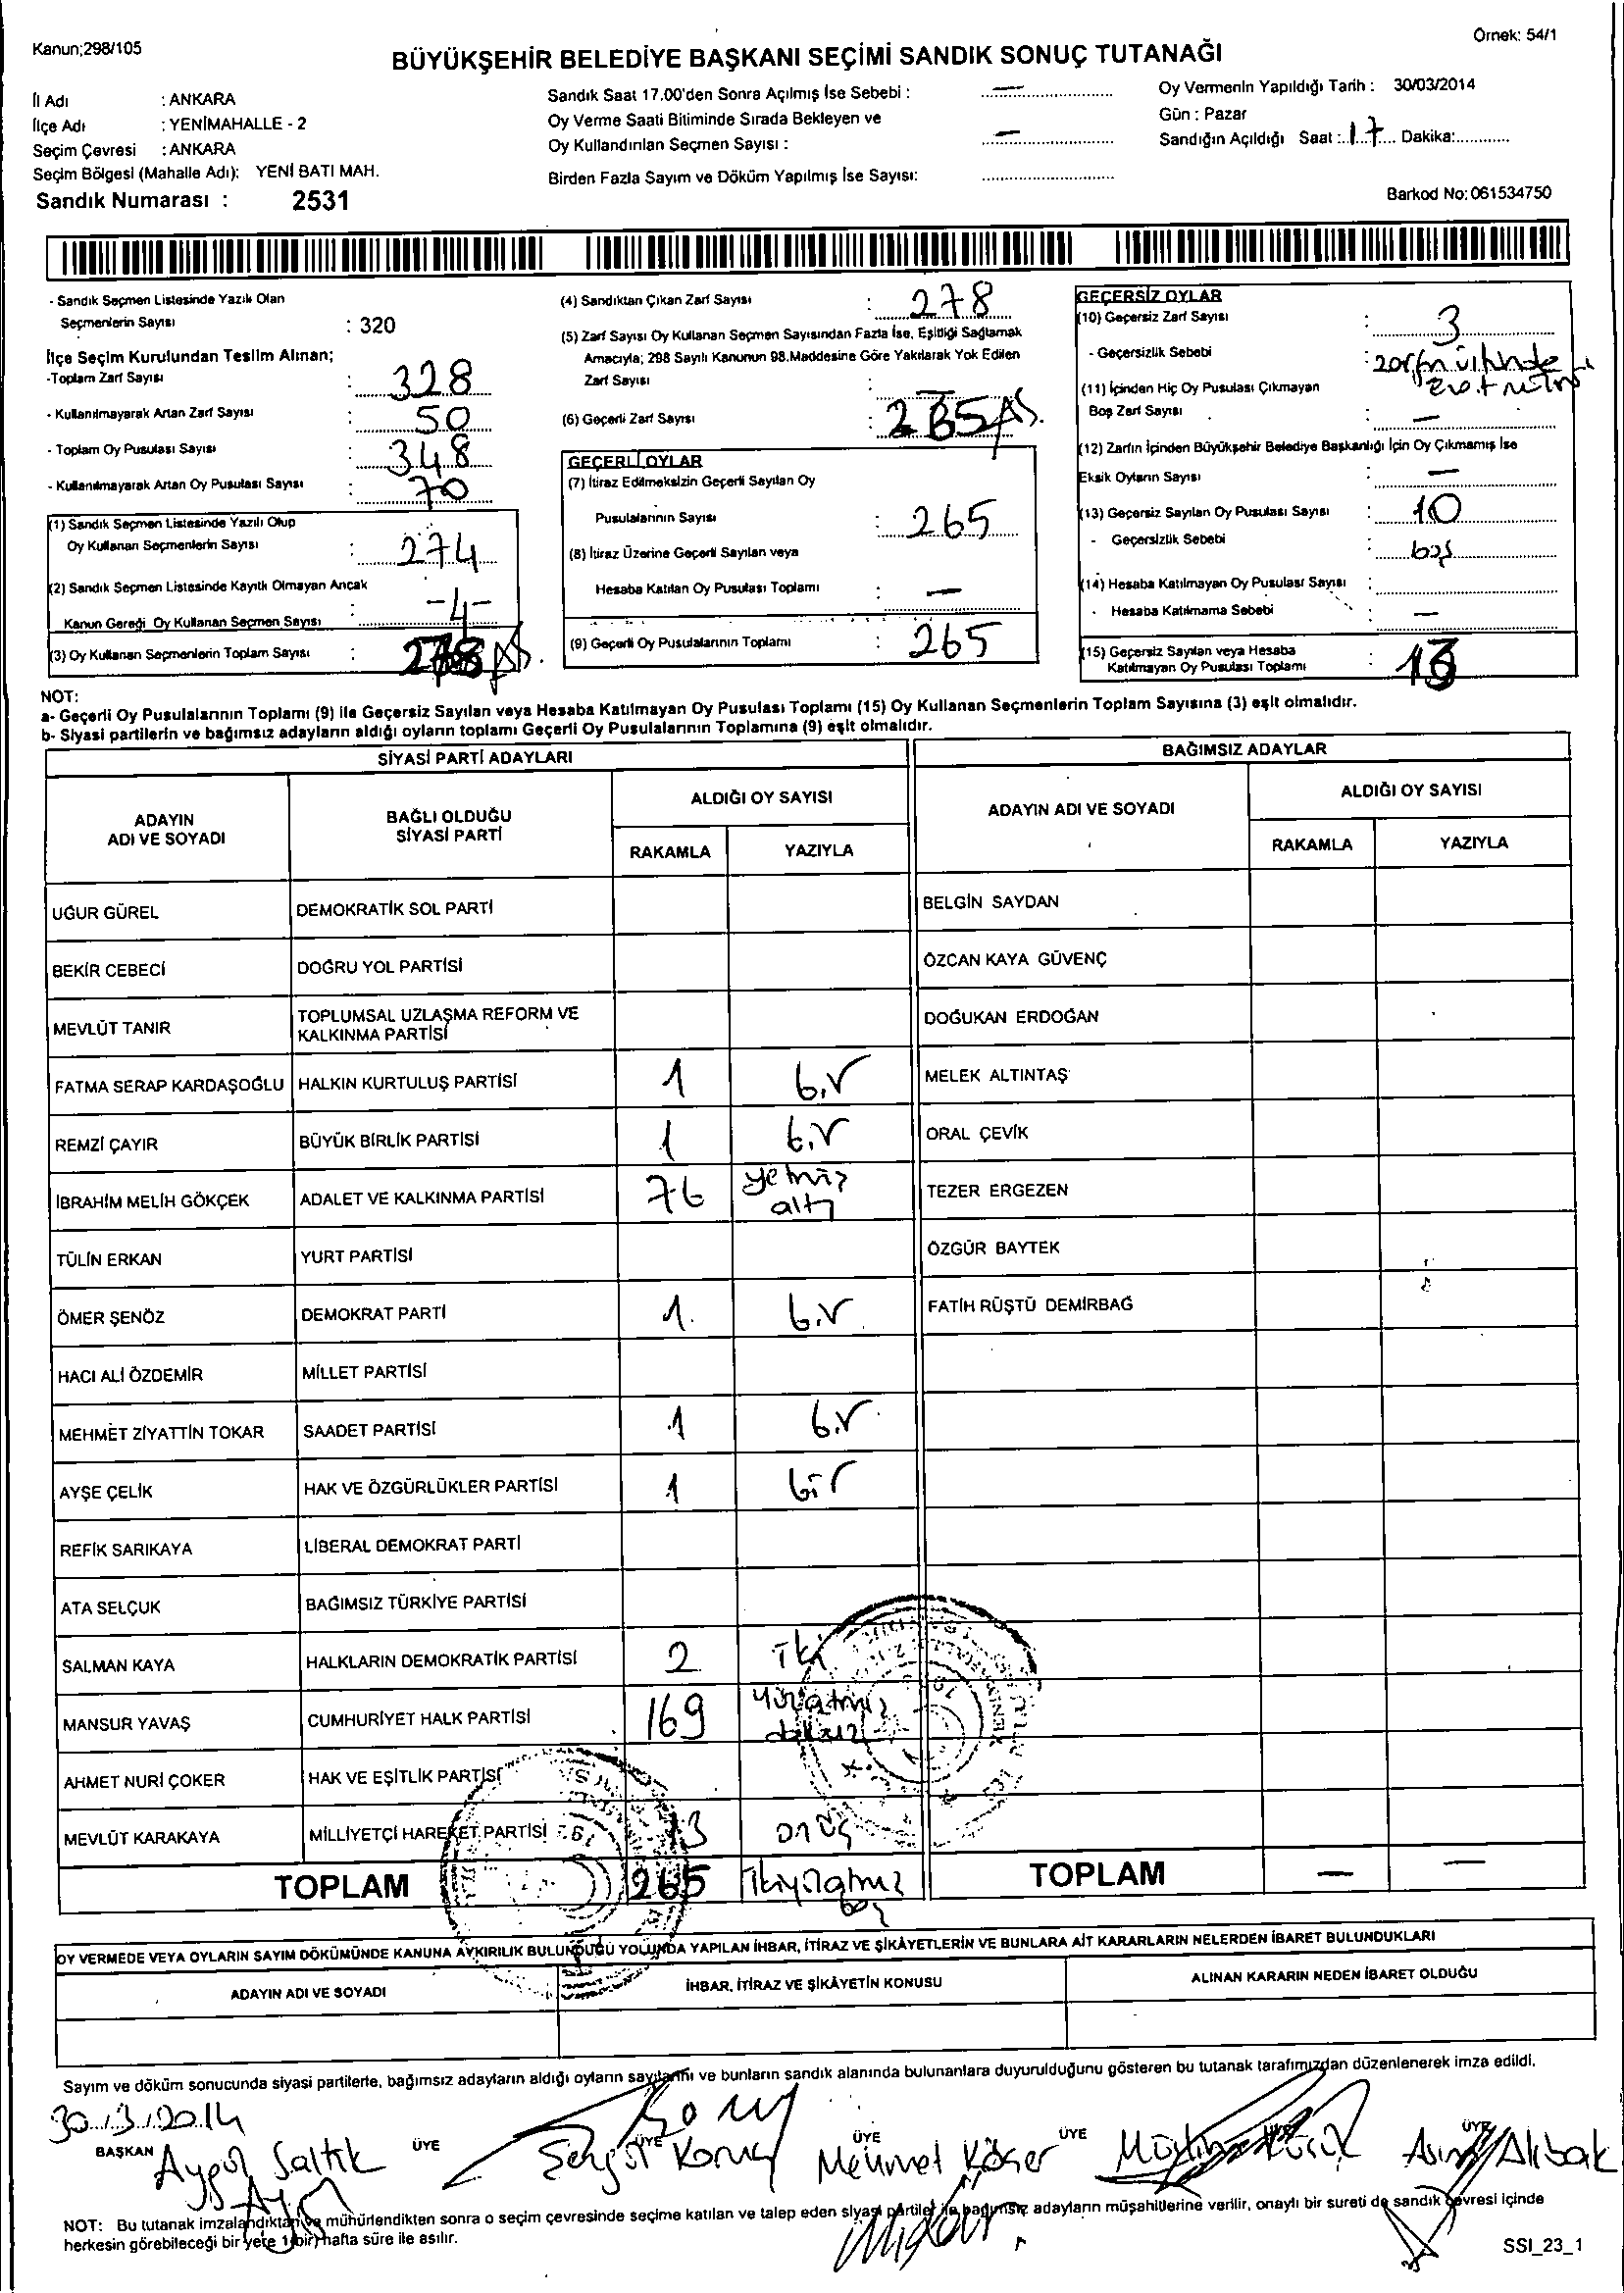 Kanun;298/105
Örnek: 54/1
BÜYÜKŞEHİR BELEDİYE BAŞKANI SEÇİMİ SANDIK SONUÇ TUTANAĞI
İl Adı : ANKARA
İlçe Adı : YENİMAHALLE - 2
Seçim Çevresi : ANKARA
Seçim Bölgesi (Mahalle Adı): YENİ BATI MAH.
Sandık Numarası : 2531
Sandık Saat 17.00'den Sonra Açılmış İse Sebebi : —
Oy Verme Saati Bitiminde Sırada Bekleyen ve
Oy Kullandırılan Seçmen Sayısı : —
Birden Fazla Sayım ve Döküm Yapılmış İse Sayısı:
Oy Vermenin Yapıldığı Tarih : 30/03/2014
Gün : Pazar
Sandığın Açıldığı Saat : 17 Dakika:
Barkod No: 061534750
- Sandık Seçmen Listesinde Yazılı Olan
Seçmenlerin Sayısı : 320
İlçe Seçim Kurulundan Teslim Alınan;
-Toplam Zarf Sayısı : 328
- Kullanılmayarak Artan Zarf Sayısı : 50
- Toplam Oy Pusulası Sayısı : 348
- Kullanılmayarak Artan Oy Pusulası Sayısı : 70
(1) Sandık Seçmen Listesinde Yazılı Olup
Oy Kullanan Seçmenlerin Sayısı : 274
(2) Sandık Seçmen Listesinde Kayıtlı Olmayan Ancak
Kanun Gereği Oy Kullanan Seçmen Sayısı : -4-
(3) Oy Kullanan Seçmenlerin Toplam Sayısı : 278
(4) Sandıktan Çıkan Zarf Sayısı : 278
(5) Zarf Sayısı Oy Kullanan Seçmen Sayısından Fazla İse, Eşitliği Sağlamak
Amacıyla; 298 Sayılı Kanunun 98.Maddesine Göre Yakılarak Yok Edilen
Zarf Sayısı : —
(6) Geçerli Zarf Sayısı : 265
GEÇERLİ OYLAR
(7) İtiraz Edilmeksizin Geçerli Sayılan Oy
Pusulalarının Sayısı : 265
(8) İtiraz Üzerine Geçerli Sayılan veya
Hesaba Katılan Oy Pusulası Toplamı : —
(9) Geçerli Oy Pusulalarının Toplamı : 265
GEÇERSİZ OYLAR
(10) Geçersiz Zarf Sayısı : 3
- Geçersizlik Sebebi :
(11) İçinden Hiç Oy Pusulası Çıkmayan
Boş Zarf Sayısı : —
(12) Zarfın İçinden Büyükşehir Belediye Başkanlığı İçin Oy Çıkmamış İse
Eksik Oyların Sayısı : —
(13) Geçersiz Sayılan Oy Pusulası Sayısı : 10
- Geçersizlik Sebebi : boş
(14) Hesaba Katılmayan Oy Pusulası Sayısı :
- Hesaba Katılmama Sebebi : —
(15) Geçersiz Sayılan veya Hesaba
Katılmayan Oy Pusulası Toplamı : 13
NOT:
a- Geçerli Oy Pusulalarının Toplamı (9) ile Geçersiz Sayılan veya Hesaba Katılmayan Oy Pusulası Toplamı (15) Oy Kullanan Seçmenlerin Toplam Sayısına (3) eşit olmalıdır.
b- Siyasi partilerin ve bağımsız adayların aldığı oyların toplamı Geçerli Oy Pusulalarının Toplamına (9) eşit olmalıdır.
SİYASİ PARTİ ADAYLARI
ADAYIN ADI VE SOYADI
BAĞLI OLDUĞU SİYASİ PARTİ
ALDIĞI OY SAYISI
RAKAMLA YAZIYLA
UĞUR GÜREL DEMOKRATİK SOL PARTİ
BEKİR CEBECİ DOĞRU YOL PARTİSİ
MEVLÜT TANIR TOPLUMSAL UZLAŞMA REFORM VE
KALKINMA PARTİSİ
FATMA SERAP KARDAŞOĞLU HALKIN KURTULUŞ PARTİSİ 1 bir
REMZİ ÇAYIR BÜYÜK BİRLİK PARTİSİ 1 bir
İBRAHİM MELİH GÖKÇEK ADALET VE KALKINMA PARTİSİ 76 yetmiş
altı
TÜLİN ERKAN YURT PARTİSİ
ÖMER ŞENÖZ DEMOKRAT PARTİ 1 bir
HACI ALİ ÖZDEMİR MİLLET PARTİSİ
MEHMET ZİYATTİN TOKAR SAADET PARTİSİ 1 bir
AYŞE ÇELİK HAK VE ÖZGÜRLÜKLER PARTİSİ 1 bir
REFİK SARIKAYA LİBERAL DEMOKRAT PARTİ
ATA SELÇUK BAĞIMSIZ TÜRKİYE PARTİSİ
SALMAN KAYA HALKLARIN DEMOKRATİK PARTİSİ 2 iki
MANSUR YAVAŞ CUMHURİYET HALK PARTİSİ 169 yüzatmış
dokuz
AHMET NURİ ÇOKER HAK VE EŞİTLİK PARTİSİ
MEVLÜT KARAKAYA MİLLİYETÇİ HAREKET PARTİSİ 13 onüç
TOPLAM 265 ikiyüzatmış
beş
BAĞIMSIZ ADAYLAR
ADAYIN ADI VE SOYADI
ALDIĞI OY SAYISI
RAKAMLA YAZIYLA
BELGİN SAYDAN
ÖZCAN KAYA GÜVENÇ
DOĞUKAN ERDOĞAN
MELEK ALTINTAŞ
ORAL ÇEVİK
TEZER ERGEZEN
ÖZGÜR BAYTEK
FATİH RÜŞTÜ DEMİRBAĞ
TOPLAM — —
OY VERMEDE VEYA OYLARIN SAYIM DÖKÜMÜNDE KANUNA AYKIRILIK BULUNDUĞU YOLUNDA YAPILAN İHBAR, İTİRAZ VE ŞİKÂYETLERİN VE BUNLARA AİT KARARLARIN NELERDEN İBARET BULUNDUKLARI
ADAYIN ADI VE SOYADI İHBAR, İTİRAZ VE ŞİKÂYETİN KONUSU ALINAN KARARIN NEDEN İBARET OLDUĞU
Sayım ve döküm sonucunda siyasi partilerle, bağımsız adayların aldığı oyların sayılarını ve bunların sandık alanında bulunanlara duyurulduğunu gösteren bu tutanak tarafımızdan düzenlenerek imza edildi.
30.3.2014
BAŞKAN ÜYE ÜYE ÜYE ÜYE ÜYE
Aygül Saltık Mehmet Köser
NOT: Bu tutanak imzalandıktan ve mühürlendikten sonra o seçim çevresinde seçime katılan ve talep eden siyasi partiler ile bağımsız adayların müşahitlerine verilir, onaylı bir sureti de sandık çevresi içinde
herkesin görebileceği bir yere 1(bir) hafta süre ile asılır.
SSI_23_1